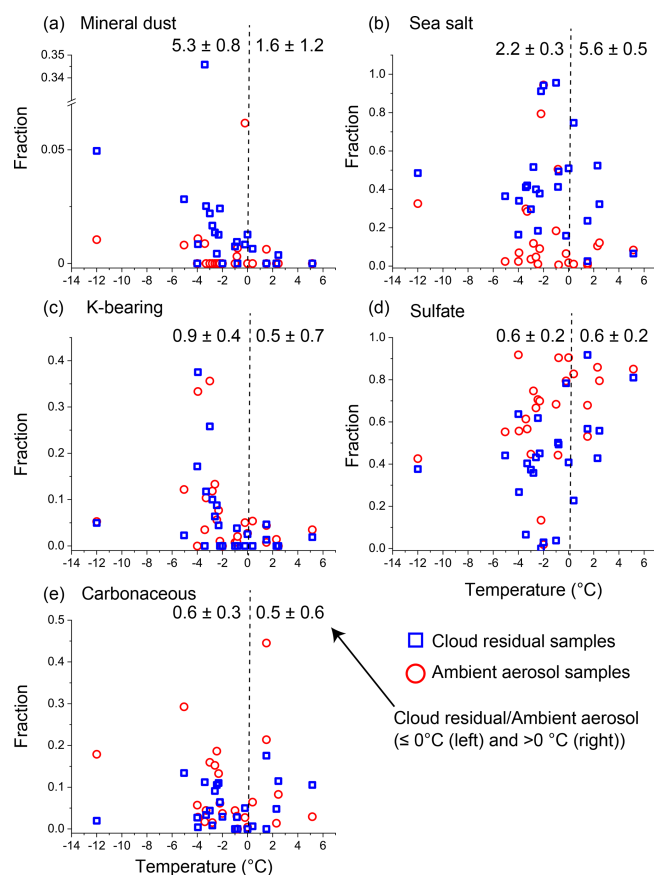 (a) Mineral dust
5.3 ± 0.8 1.6 ± 1.2
0.35
0.34
0.05
0
Fraction
-14 -12 -10 -8 -6 -4 -2 0 2 4 6
(b) Sea salt
2.2 ± 0.3 5.6 ± 0.5
1.0
0.8
0.6
0.4
0.2
0.0
Fraction
-14 -12 -10 -8 -6 -4 -2 0 2 4 6
(c) K-bearing
0.9 ± 0.4 0.5 ± 0.7
0.4
0.3
0.2
0.1
0.0
Fraction
-14 -12 -10 -8 -6 -4 -2 0 2 4 6
(d) Sulfate
0.6 ± 0.2 0.6 ± 0.2
1.0
0.8
0.6
0.4
0.2
0.0
Fraction
-14 -12 -10 -8 -6 -4 -2 0 2 4 6
Temperature (°C)
(e) Carbonaceous
0.6 ± 0.3 0.5 ± 0.6
0.5
0.4
0.3
0.2
0.1
0.0
Fraction
-14 -12 -10 -8 -6 -4 -2 0 2 4 6
Temperature (°C)
Cloud residual samples
Ambient aerosol samples
Cloud residual/Ambient aerosol
(≤ 0°C (left) and >0 °C (right))